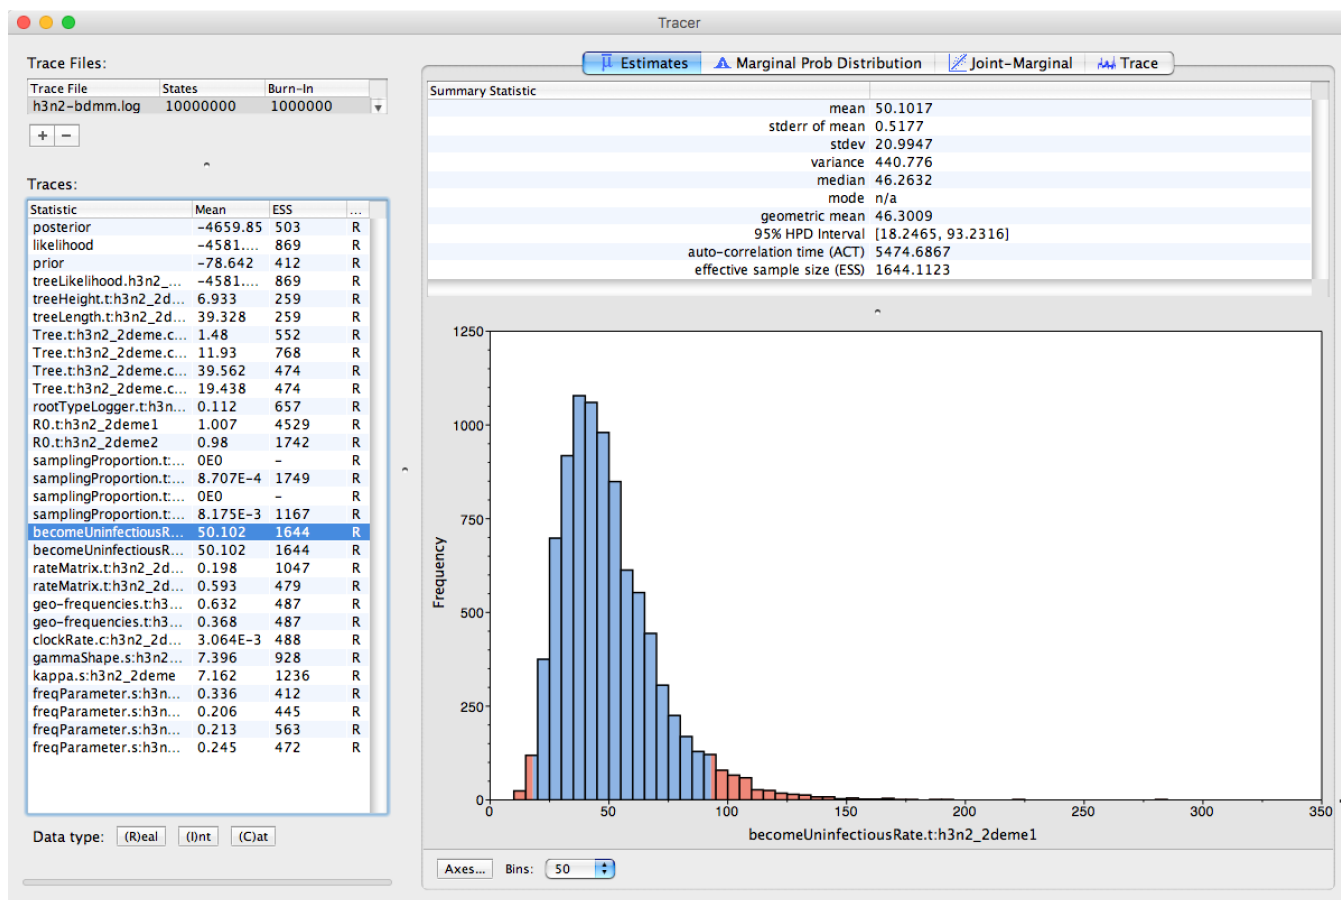 Tracer
Trace Files:
Trace File States Burn-In
h3n2-bdmm.log 10000000 1000000
+ −
Traces:
Statistic Mean ESS ...
posterior -4659.85 503 R
likelihood -4581.... 869 R
prior -78.642 412 R
treeLikelihood.h3n2_... -4581.... 869 R
treeHeight.t:h3n2_2d... 6.933 259 R
treeLength.t:h3n2_2d... 39.328 259 R
Tree.t:h3n2_2deme.c... 1.48 552 R
Tree.t:h3n2_2deme.c... 11.93 768 R
Tree.t:h3n2_2deme.c... 39.562 474 R
Tree.t:h3n2_2deme.c... 19.438 474 R
rootTypeLogger.t:h3n... 0.112 657 R
R0.t:h3n2_2deme1 1.007 4529 R
R0.t:h3n2_2deme2 0.98 1742 R
samplingProportion.t:... 0E0 - R
samplingProportion.t:... 8.707E-4 1749 R
samplingProportion.t:... 0E0 - R
samplingProportion.t:... 8.175E-3 1167 R
becomeUninfectiousR... 50.102 1644 R
becomeUninfectiousR... 50.102 1644 R
rateMatrix.t:h3n2_2d... 0.198 1047 R
rateMatrix.t:h3n2_2d... 0.593 479 R
geo-frequencies.t:h3... 0.632 487 R
geo-frequencies.t:h3... 0.368 487 R
clockRate.c:h3n2_2d... 3.064E-3 488 R
gammaShape.s:h3n2... 7.396 928 R
kappa.s:h3n2_2deme 7.162 1236 R
freqParameter.s:h3n... 0.336 412 R
freqParameter.s:h3n... 0.206 445 R
freqParameter.s:h3n... 0.213 563 R
freqParameter.s:h3n... 0.245 472 R
Data type: (R)eal (I)nt (C)at
Estimates Marginal Prob Distribution Joint-Marginal Trace
Summary Statistic
mean 50.1017
stderr of mean 0.5177
stdev 20.9947
variance 440.776
median 46.2632
mode n/a
geometric mean 46.3009
95% HPD Interval [18.2465, 93.2316]
auto-correlation time (ACT) 5474.6867
effective sample size (ESS) 1644.1123
1250
1000
750
500
250
0
Frequency
0 50 100 150 200 250 300 350
becomeUninfectiousRate.t:h3n2_2deme1
Axes... Bins: 50